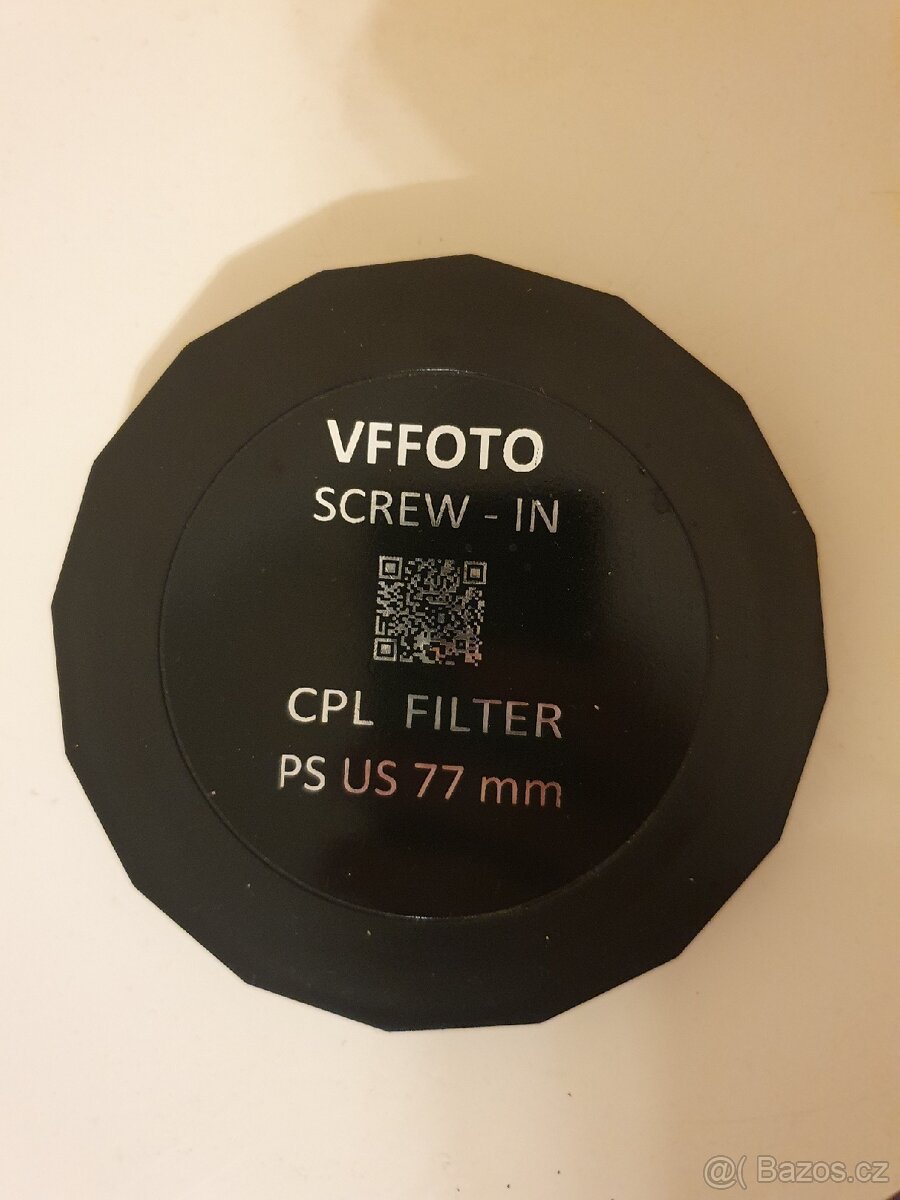 VFFOTO
SCREW - IN
CPL FILTER
PS US 77 mm
@( Bazos.cz